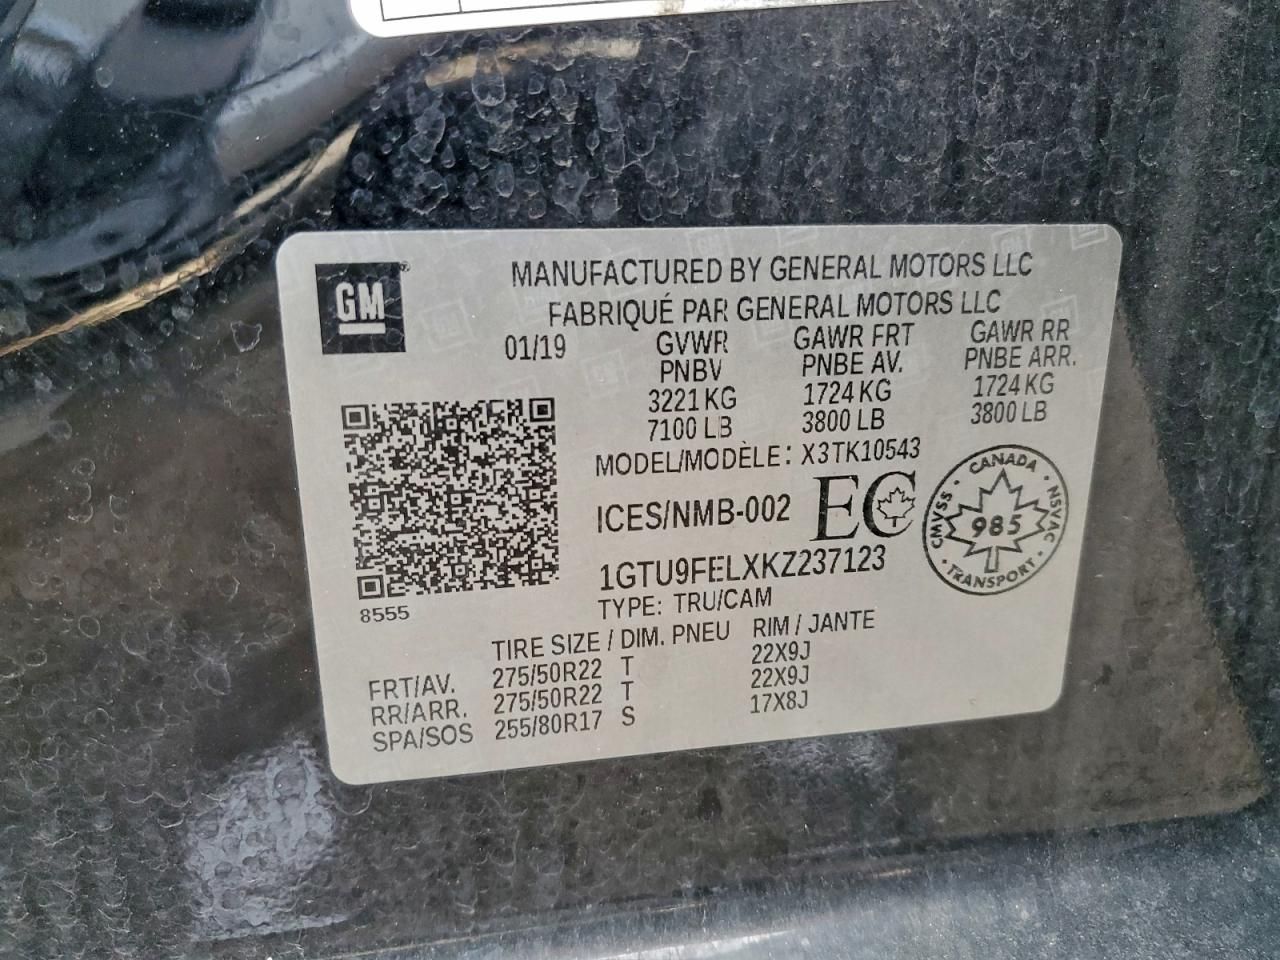 GM
MANUFACTURED BY GENERAL MOTORS LLC
FABRIQUÉ PAR GENERAL MOTORS LLC
01/19
GVWR GAWR FRT GAWR RR
PNBV PNBE AV. PNBE ARR.
3221 KG 1724 KG 1724 KG
7100 LB 3800 LB 3800 LB
MODEL/MODÈLE: X3TK10543
ICES/NMB-002 EC
CANADA
CMVSS 985 NSVAC
TRANSPORT
1GTU9FELXKZ237123
8555
TYPE: TRU/CAM
TIRE SIZE / DIM. PNEU RIM / JANTE
FRT/AV. 275/50R22 T 22X9J
RR/ARR. 275/50R22 T 22X9J
SPA/SOS 255/80R17 S 17X8J